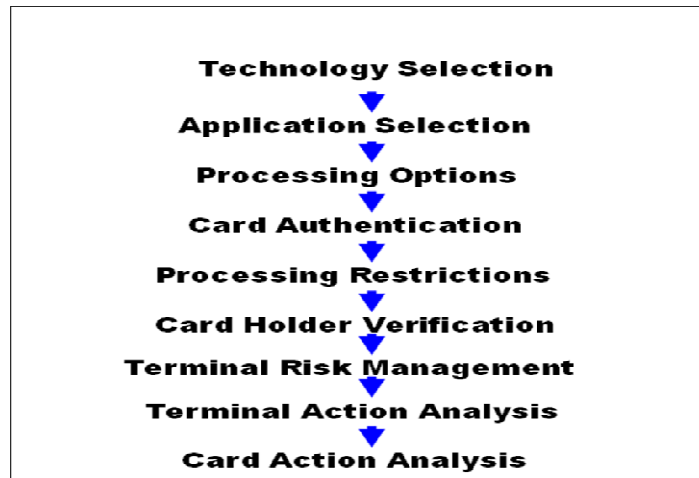 Technology Selection
Application Selection
Processing Options
Card Authentication
Processing Restrictions
Card Holder Verification
Terminal Risk Management
Terminal Action Analysis
Card Action Analysis